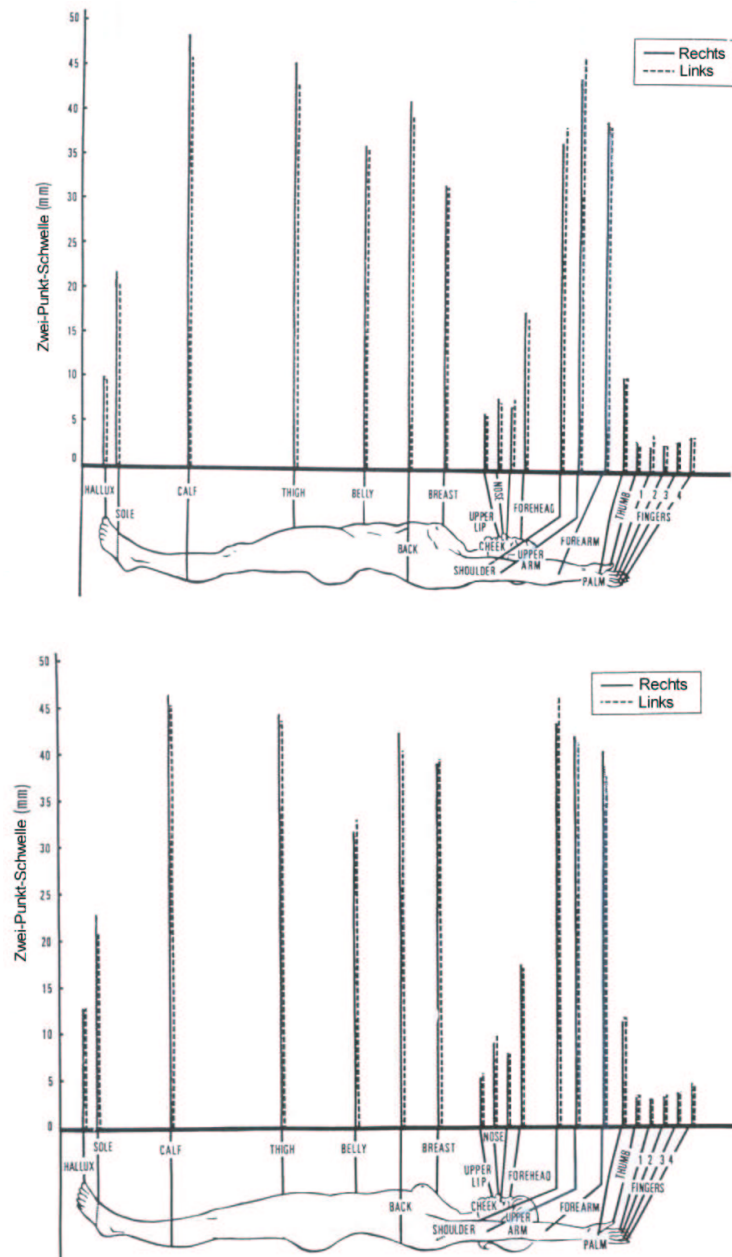 50
45
40
35
30
25
20
15
10
5
0
Zwei-Punkt-Schwelle (mm)
Rechts
Links
HALLUX
SOLE
CALF
THIGH
BELLY
BACK
BREAST
UPPER
LIP
NOSE
CHEEK
FOREHEAD
SHOULDER
UPPER
ARM
FOREARM
PALM
THUMB
1 2 3 4
FINGERS
50
45
40
35
30
25
20
15
10
5
0
Zwei-Punkt-Schwelle (mm)
Rechts
Links
HALLUX
SOLE
CALF
THIGH
BELLY
BACK
BREAST
UPPER
LIP
NOSE
CHEEK
FOREHEAD
SHOULDER
UPPER
ARM
FOREARM
PALM
THUMB
1 2 3 4
FINGERS